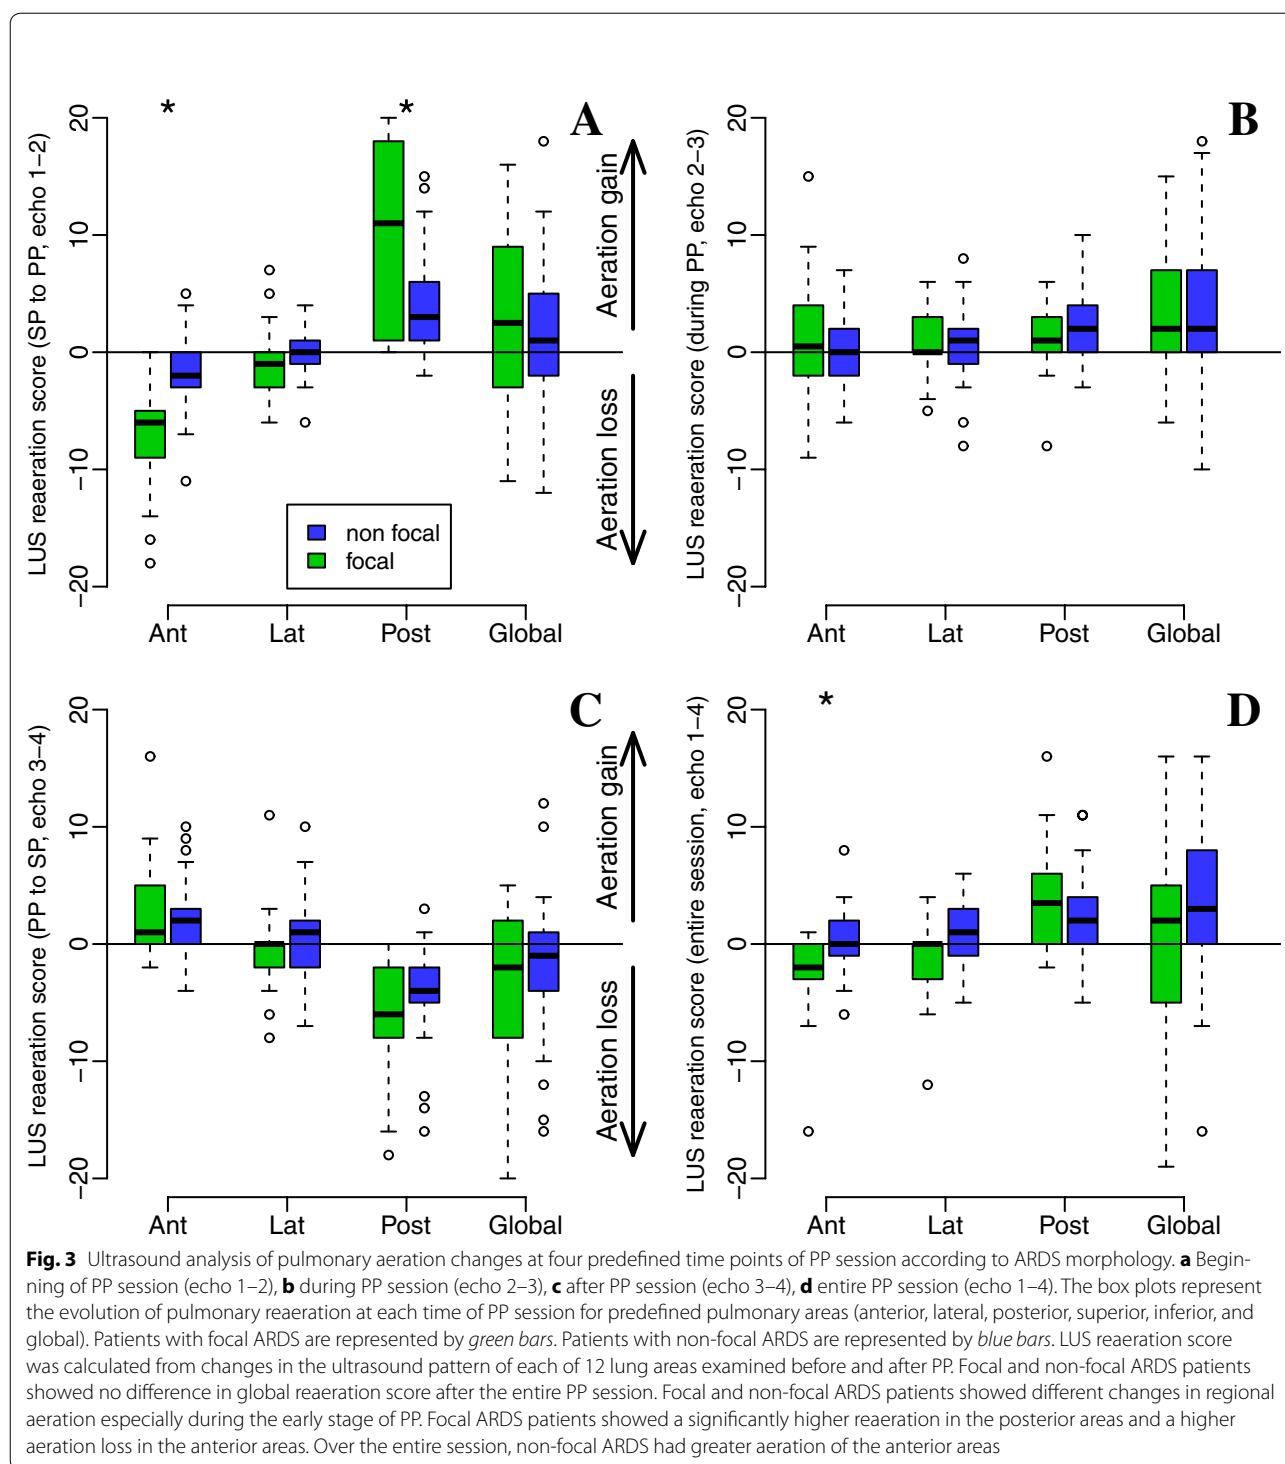 *
*
A
LUS reaeration score (SP to PP, echo 1–2)
20
10
0
−10
−20
Aeration gain
Aeration loss
non focal
focal
Ant
Lat
Post
Global
B
LUS reaeration score (during PP, echo 2–3)
20
10
0
−10
−20
Ant
Lat
Post
Global
C
LUS reaeration score (PP to SP, echo 3–4)
20
10
0
−10
−20
Aeration gain
Aeration loss
Ant
Lat
Post
Global
*
D
LUS reaeration score (entire session, echo 1–4)
20
10
0
−10
−20
Ant
Lat
Post
Global
Fig. 3 Ultrasound analysis of pulmonary aeration changes at four predefined time points of PP session according to ARDS morphology. a Begin-
ning of PP session (echo 1–2), b during PP session (echo 2–3), c after PP session (echo 3–4), d entire PP session (echo 1–4). The box plots represent
the evolution of pulmonary reaeration at each time of PP session for predefined pulmonary areas (anterior, lateral, posterior, superior, inferior, and
global). Patients with focal ARDS are represented by green bars. Patients with non-focal ARDS are represented by blue bars. LUS reaeration score
was calculated from changes in the ultrasound pattern of each of 12 lung areas examined before and after PP. Focal and non-focal ARDS patients
showed no difference in global reaeration score after the entire PP session. Focal and non-focal ARDS patients showed different changes in regional
aeration especially during the early stage of PP. Focal ARDS patients showed a significantly higher reaeration in the posterior areas and a higher
aeration loss in the anterior areas. Over the entire session, non-focal ARDS had greater aeration of the anterior areas